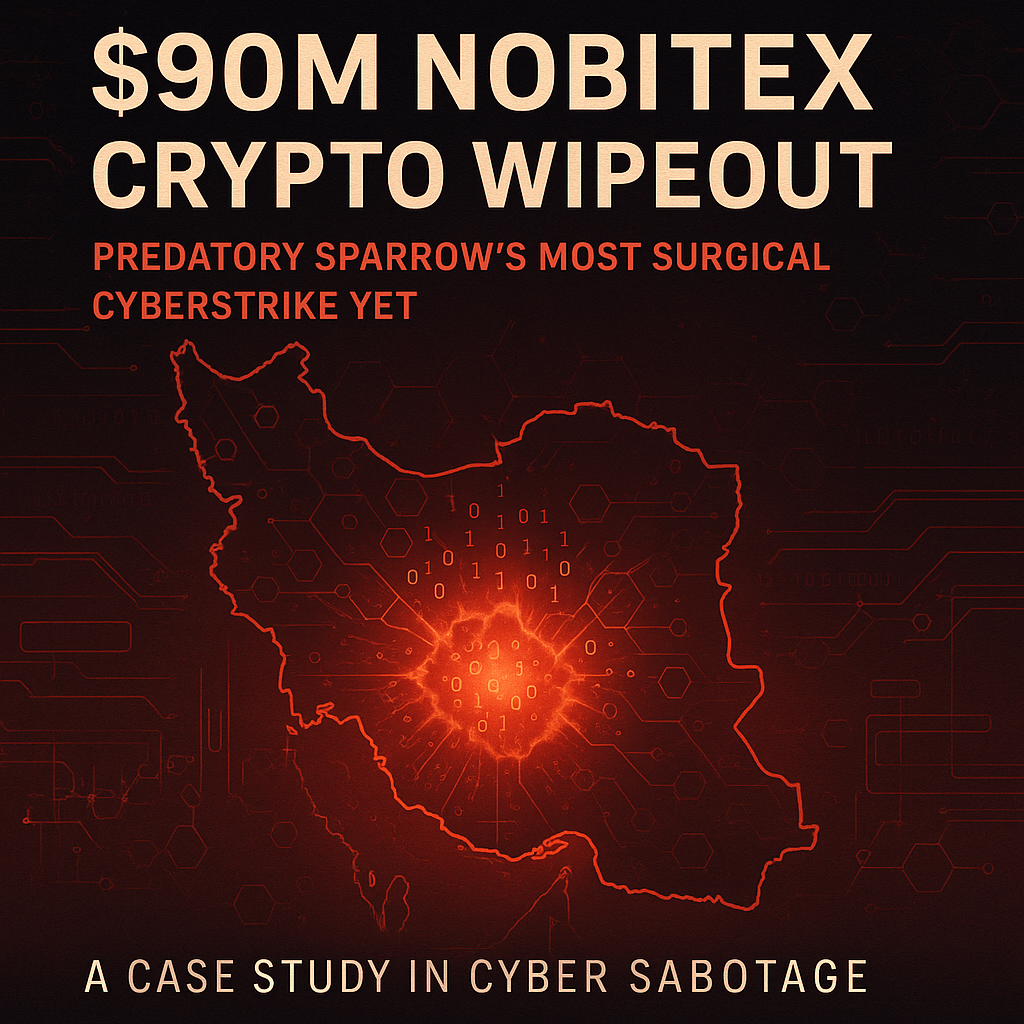 $90M NOBITEX
CRYPTO WIPEOUT
PREDATORY SPARROW'S MOST SURGICAL
CYBERSTRIKE YET
A CASE STUDY IN CYBER SABOTAGE